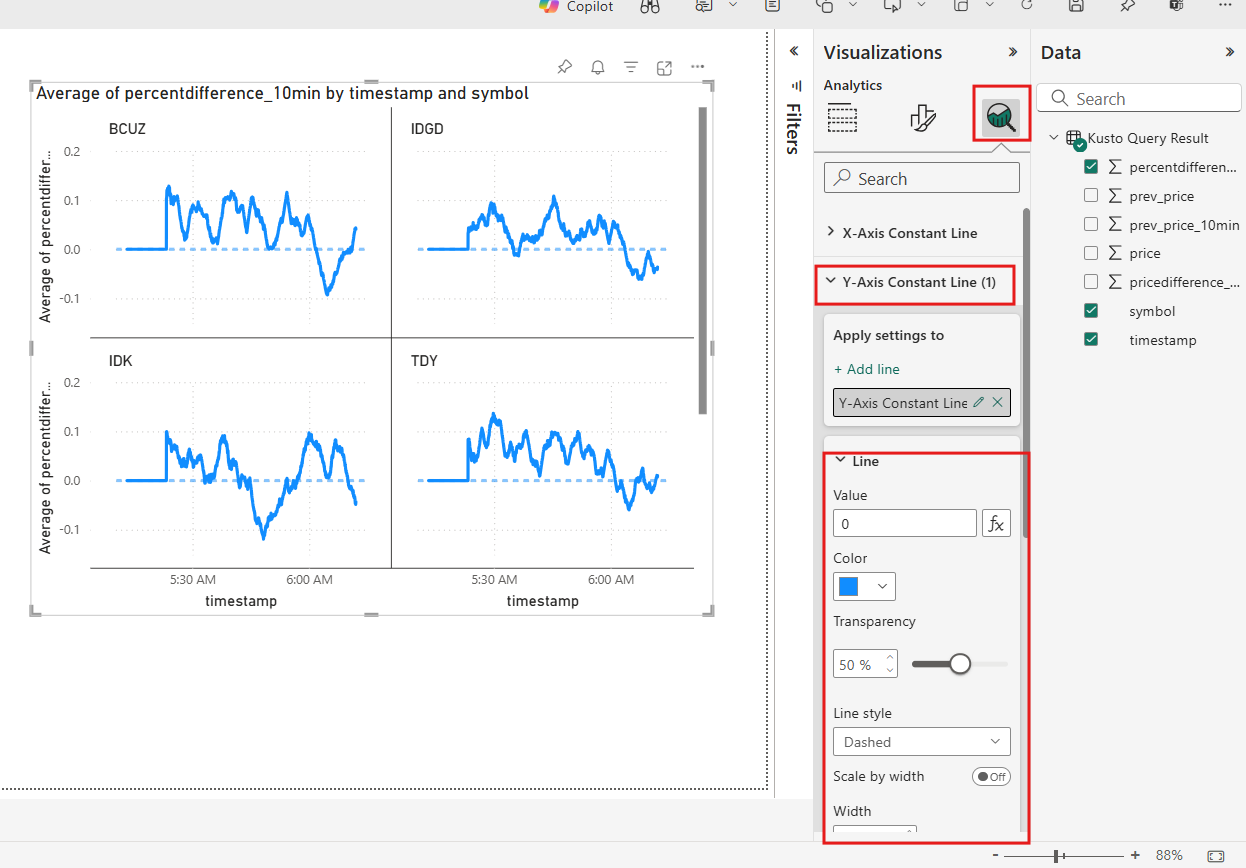 Copilot
Average of percentdifference_10min by timestamp and symbol
BCUZ
IDGD
Average of percentdiffer...
0.2
0.1
0.0
-0.1
IDK
TDY
Average of percentdiffer...
0.2
0.1
0.0
-0.1
5:30 AM
6:00 AM
5:30 AM
6:00 AM
timestamp
timestamp
Filters
Visualizations
Analytics
Search
X-Axis Constant Line
Y-Axis Constant Line (1)
Apply settings to
+ Add line
Y-Axis Constant Line
Line
Value
0
fx
Color
Transparency
50 %
Line style
Dashed
Scale by width
Off
Width
Data
Search
Kusto Query Result
percentdifferen...
prev_price
prev_price_10min
price
pricedifference_...
symbol
timestamp
- + 88%